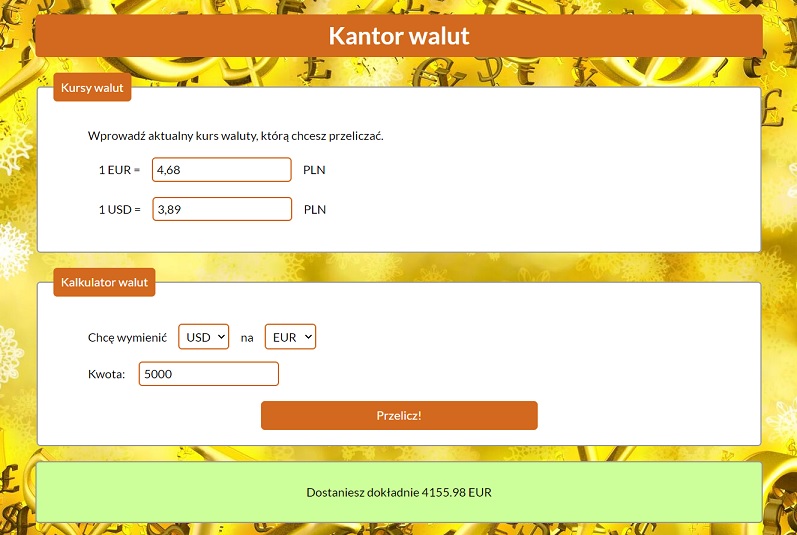 Kantor walut
Kursy walut
Wprowadź aktualny kurs waluty, którą chcesz przeliczać.
1 EUR = 4,68 PLN
1 USD = 3,89 PLN
Kalkulator walut
Chcę wymienić USD na EUR
Kwota: 5000
Przelicz!
Dostaniesz dokładnie 4155.98 EUR